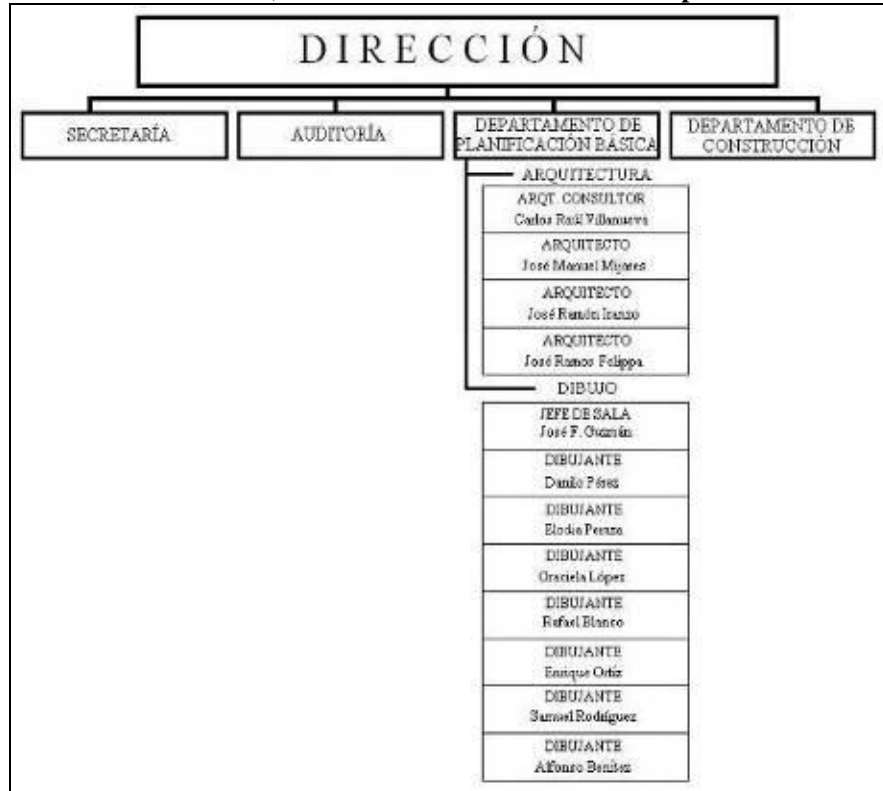 DIRECCIÓN
SECRETARÍA
AUDITORÍA
DEPARTAMENTO DE
PLANIFICACIÓN BÁSICA
DEPARTAMENTO DE
CONSTRUCCIÓN
ARQUITECTURA
ARQT. CONSULTOR
Carlos Raúl Villanueva
ARQUITECTO
José Manuel Mijares
ARQUITECTO
José Ramón Iranzo
ARQUITECTO
José Ramos Felippa
DIBUJO
JEFE DE SALA
José F. Guzmán
DIBUJANTE
Danilo Pérez
DIBUJANTE
Elodia Peraza
DIBUJANTE
Graciela López
DIBUJANTE
Rafael Blanco
DIBUJANTE
Enrique Ortíz
DIBUJANTE
Samuel Rodríguez
DIBUJANTE
Alfonso Benítez